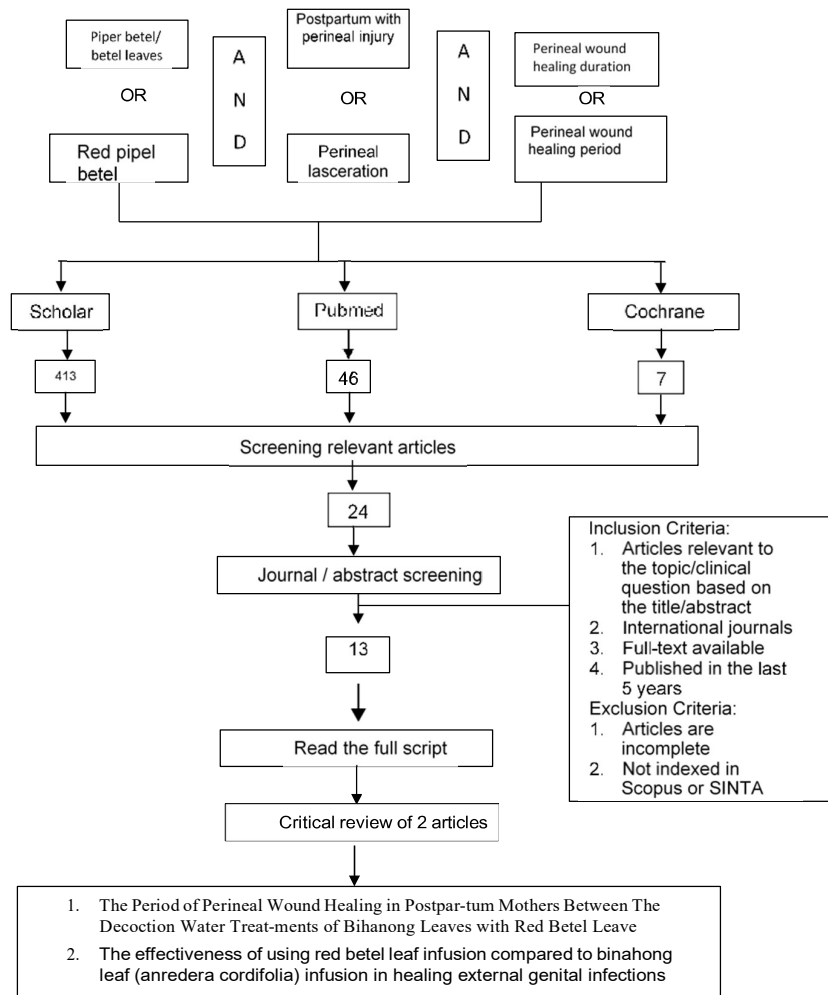 Piper betel/
betel leaves
A
N
D
Postpartum with
perineal injury
A
N
D
Perineal wound
healing duration
OR
OR
OR
Red pipel
betel
Perineal
lasceration
Perineal wound
healing period
Scholar
Pubmed
Cochrane
413
46
7
Screening relevant articles
24
Journal / abstract screening
13
Read the full script
Critical review of 2 articles
Inclusion Criteria:
1. Articles relevant to
the topic/clinical
question based on
the title/abstract
2. International journals
3. Full-text available
4. Published in the last
5 years
Exclusion Criteria:
1. Articles are
incomplete
2. Not indexed in
Scopus or SINTA
1. The Period of Perineal Wound Healing in Postpar-tum Mothers Between The
Decoction Water Treat-ments of Bihanong Leaves with Red Betel Leave
2. The effectiveness of using red betel leaf infusion compared to binahong
leaf (anredera cordifolia) infusion in healing external genital infections